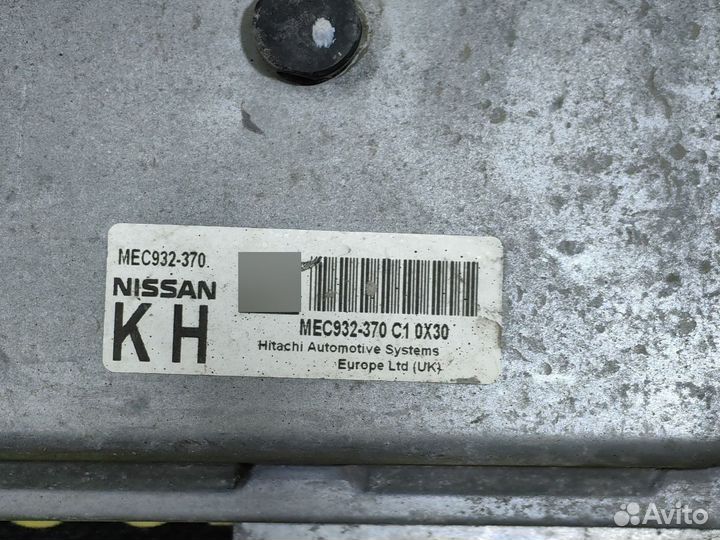 MEC932-370
NISSAN
KH
MEC932-370 C1 0X30
Hitachi Automotive Systems
Europe Ltd (UK)
Avito